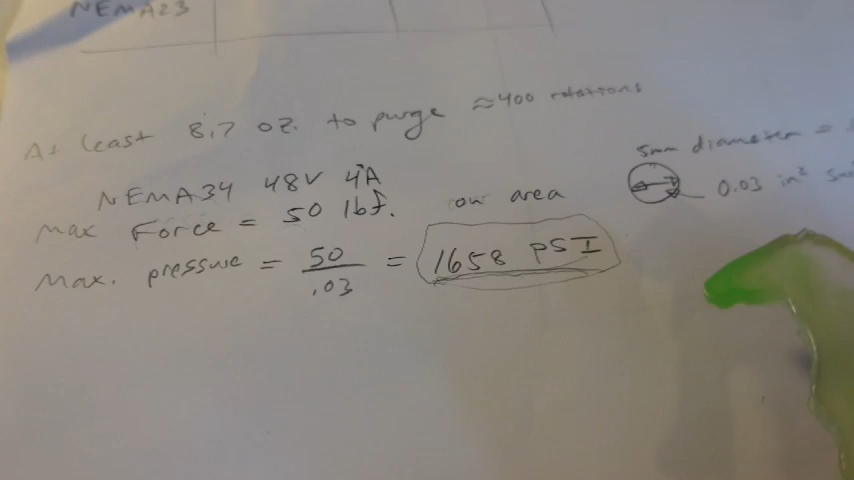 NEMA23
At least 8.7 oz. to purge ≈400 rotations
5mm diameter =
0.03 in²
NEMA34 48V 4A
Max Force = 50 lbf. on area
Max. pressure = 50/.03 = 1658 PSI